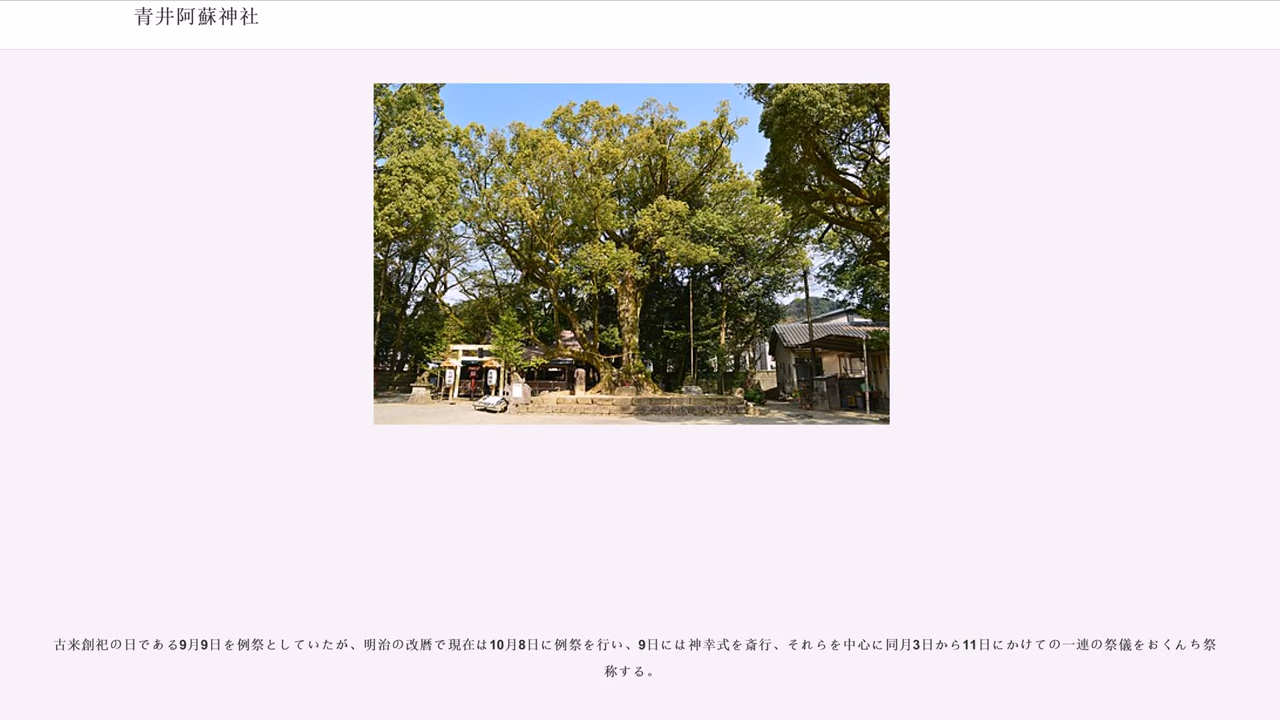 青井阿蘇神社
古来創祀の日である9月9日を例祭としていたが、明治の改暦で現在は10月8日に例祭を行い、9日には神幸式を斎行、それらを中心に同月3日から11日にかけての一連の祭儀をおくんち祭
称する。